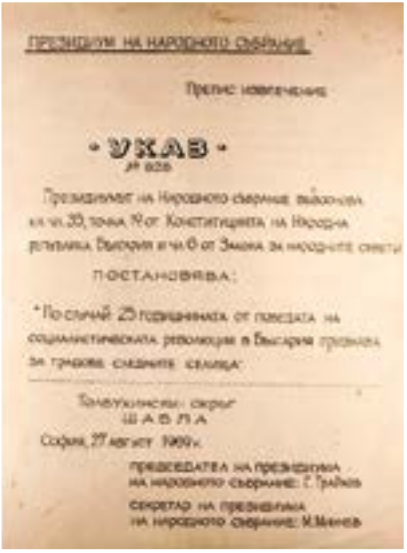 ПРЕЗИДИУМ НА НАРОДНОТО СЪБРАНИЕ
Препис извлечение
УКАЗ
№
Президиумът на Народното събрание въз основа
на чл. 35, точка от Конституцията на Народна
република България и чл. 6 от Закона за народните съвети
ПОСТАНОВЯВА:
"По случай 25 годишнината от победата на
социалистическата революция в България признава
за градове следните селища"
Толбухински окръг
ШАБЛА
София, 27 август 1969 г.
председател на президиума
на народното събрание: Г. Трайков
секретар на президиума
на народното събрание: М. Минчев